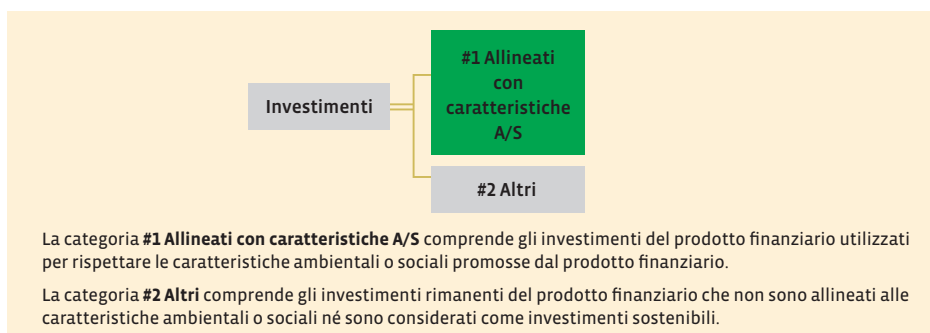 #1 Allineati
con
caratteristiche
A/S
Investimenti
#2 Altri
La categoria #1 Allineati con caratteristiche A/S comprende gli investimenti del prodotto finanziario utilizzati
per rispettare le caratteristiche ambientali o sociali promosse dal prodotto finanziario.
La categoria #2 Altri comprende gli investimenti rimanenti del prodotto finanziario che non sono allineati alle
caratteristiche ambientali o sociali né sono considerati come investimenti sostenibili.